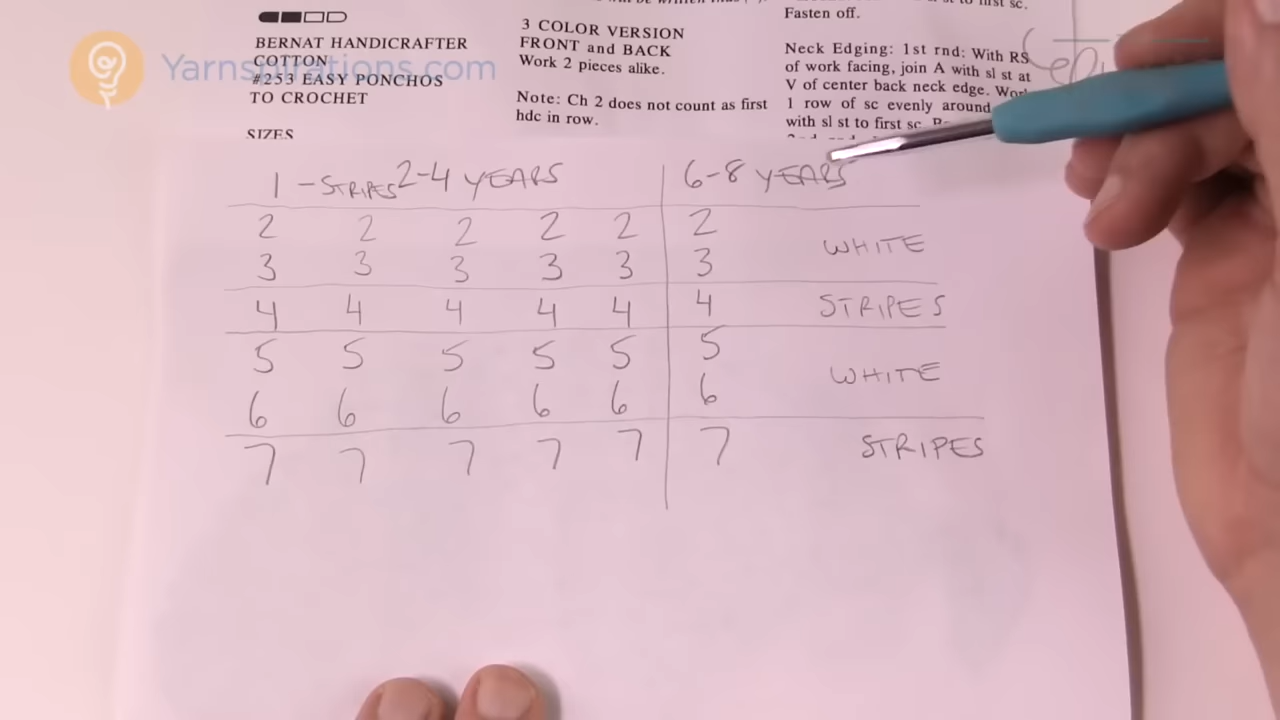 Yarnspirations.com
BERNAT HANDICRAFTER
COTTON
#253 EASY PONCHOS
TO CROCHET
SIZES
3 COLOR VERSION
FRONT and BACK
Work 2 pieces alike.
Note: Ch 2 does not count as first
hdc in row.
Fasten off.
Neck Edging: 1st rnd: With RS
of work facing, join A with sl st at
V of center back neck edge. Work
1 row of sc evenly around
with sl st to first sc.
1 - STRIPES 2-4 YEARS 6-8 YEARS
2 2 2 2 2 2
WHITE
3 3 3 3 3 3
4 4 4 4 4 4 STRIPES
5 5 5 5 5 5
WHITE
6 6 6 6 6 6
7 7 7 7 7 7 STRIPES